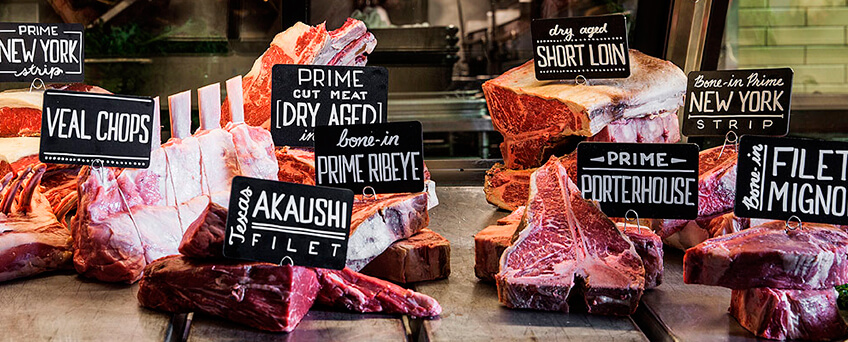 PRIME
NEW YORK
strip
VEAL CHOPS
PRIME
CUT MEAT
[DRY AGED]
in
bone-in
PRIME RIBEYE
Texas
AKAUSHI
FILET
dry aged
SHORT LOIN
PRIME
PORTERHOUSE
Bone-in Prime
NEW YORK
STRIP
bone-in
FILET
MIGNO